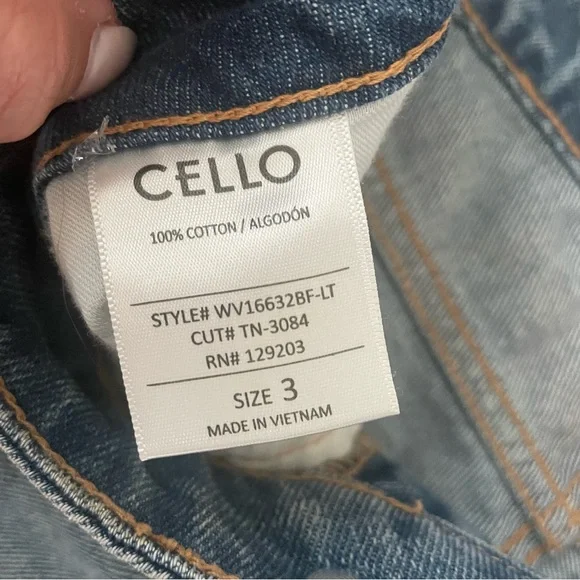 CELLO
100% COTTON / ALGODÓN
STYLE# WV16632BF-LT
CUT# TN-3084
RN# 129203
SIZE 3
MADE IN VIETNAM